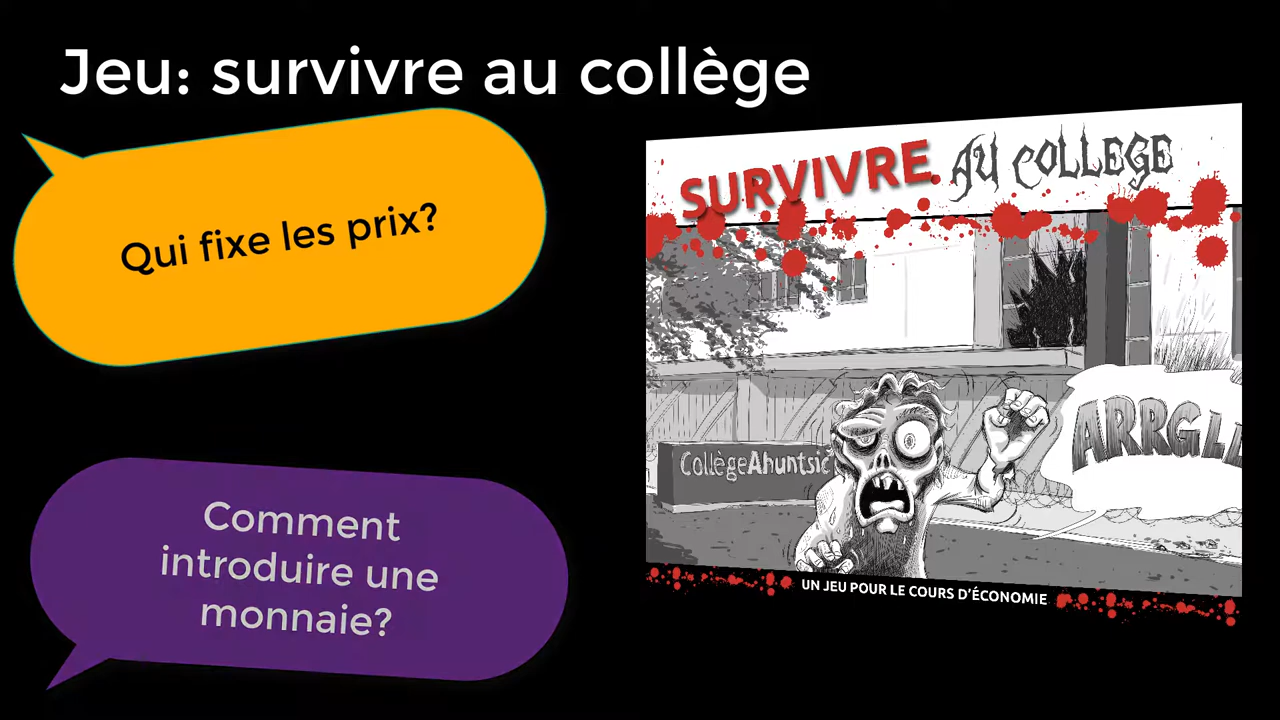 Jeu: survivre au collège
Qui fixe les prix?
Comment
introduire une
monnaie?
SURVIVRE. AU COLLEGE
CollègeAhuntsic
UN JEU POUR LE COURS D'ÉCONOMIE